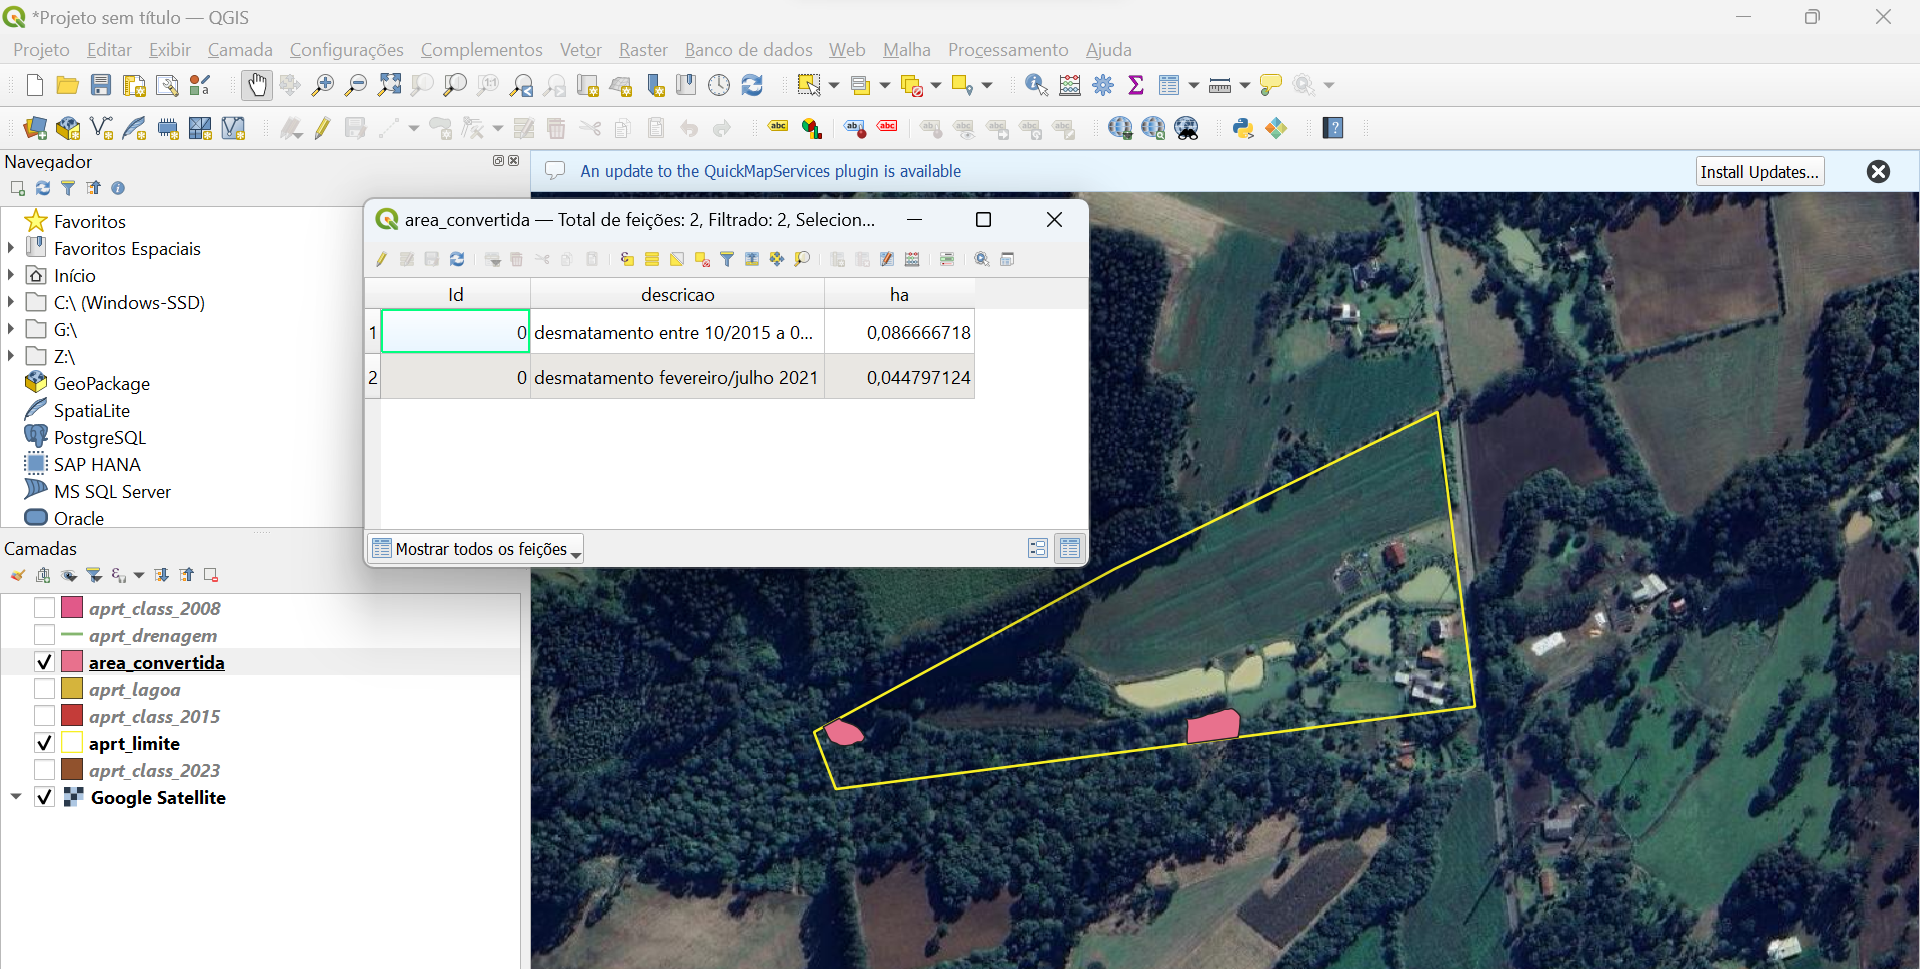 *Projeto sem título — QGIS
Projeto Editar Exibir Camada Configurações Complementos Vetor Raster Banco de dados Web Malha Processamento Ajuda
Navegador
An update to the QuickMapServices plugin is available
Install Updates...
Favoritos
Favoritos Espaciais
Início
C:\ (Windows-SSD)
G:\
Z:\
GeoPackage
SpatiaLite
PostgreSQL
SAP HANA
MS SQL Server
Oracle
area_convertida — Total de feições: 2, Filtrado: 2, Selecion...
Id descricao ha
1 0 desmatamento entre 10/2015 a 0... 0,086666718
2 0 desmatamento fevereiro/julho 2021 0,044797124
Mostrar todos os feições
Camadas
aprt_class_2008
aprt_drenagem
area_convertida
aprt_lagoa
aprt_class_2015
aprt_limite
aprt_class_2023
Google Satellite